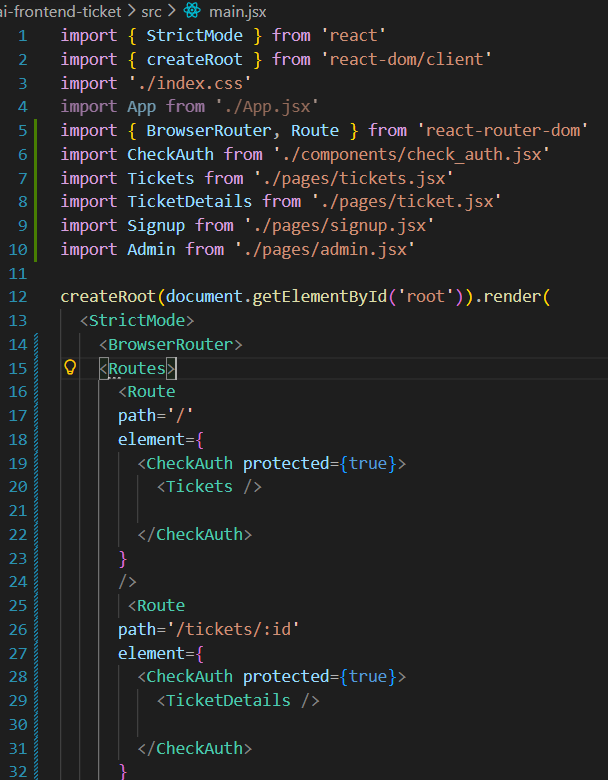 ai-frontend-ticket > src > main.jsx
1 import { StrictMode } from 'react'
2 import { createRoot } from 'react-dom/client'
3 import './index.css'
4 import App from './App.jsx'
5 import { BrowserRouter, Route } from 'react-router-dom'
6 import CheckAuth from './components/check_auth.jsx'
7 import Tickets from './pages/tickets.jsx'
8 import TicketDetails from './pages/ticket.jsx'
9 import Signup from './pages/signup.jsx'
10 import Admin from './pages/admin.jsx'
11
12 createRoot(document.getElementById('root')).render(
13   <StrictMode>
14     <BrowserRouter>
15     <Routes>
16       <Route
17       path='/'
18       element={
19         <CheckAuth protected={true}>
20           <Tickets />
21
22         </CheckAuth>
23       }
24       />
25        <Route
26       path='/tickets/:id'
27       element={
28         <CheckAuth protected={true}>
29           <TicketDetails />
30
31         </CheckAuth>
32       }